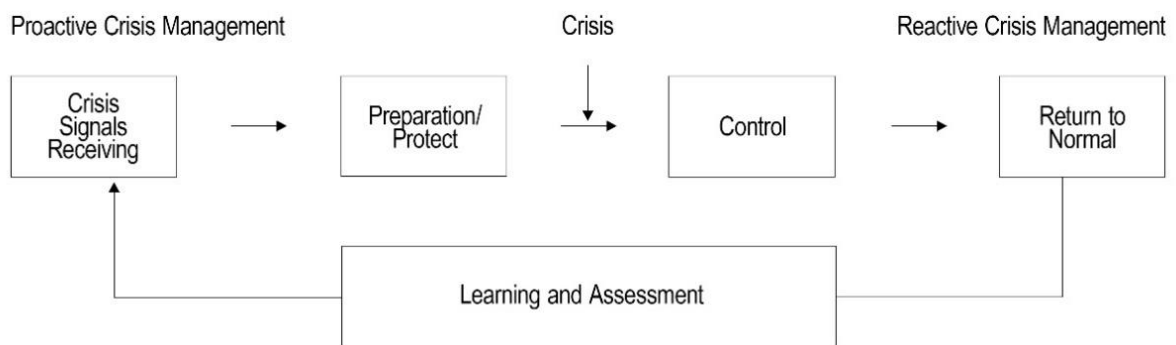 Proactive Crisis Management
Crisis
Reactive Crisis Management
Crisis
Signals
Receiving
Preparation/
Protect
Control
Return to
Normal
Learning and Assessment